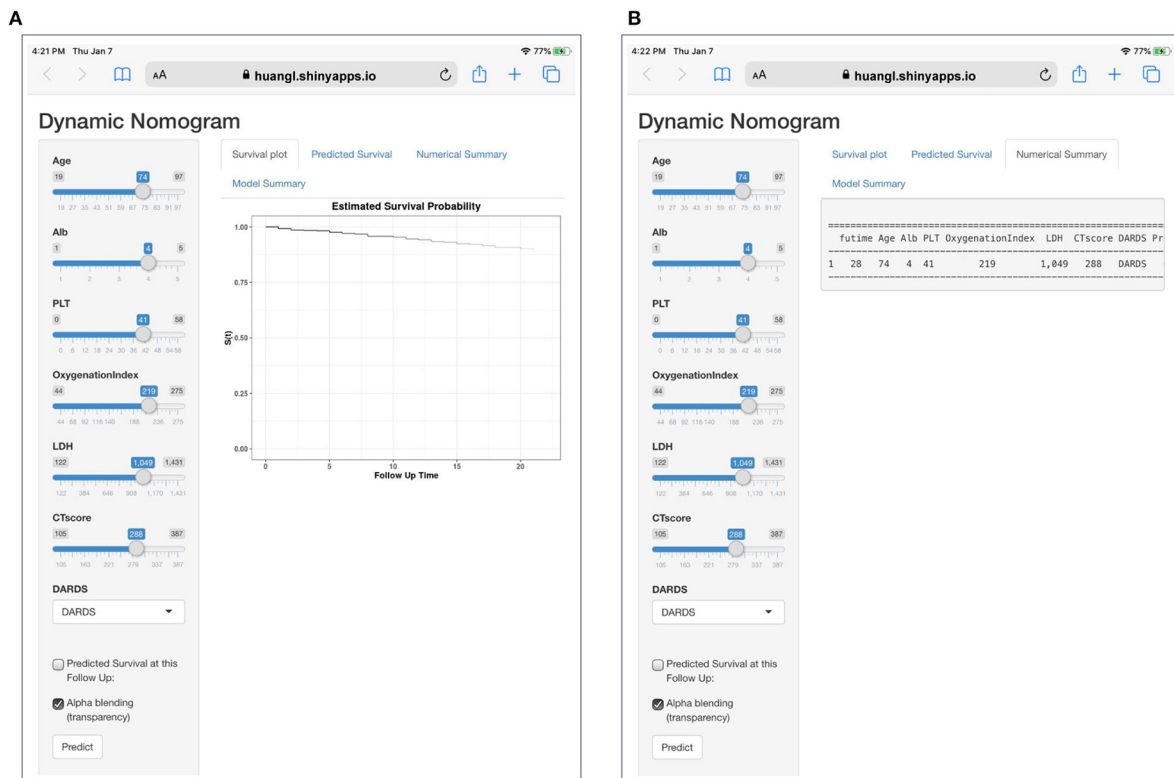 A
4:21 PM Thu Jan 7
77%
AA huangl.shinyapps.io
Dynamic Nomogram
Age
19 74 97
19 27 35 43 51 59 67 75 83 91 97
Alb
1 4 5
1 2 3 4 5
PLT
0 41 58
0 6 12 18 24 30 36 42 48 54 58
OxygenationIndex
44 219 275
44 68 92 116 140 188 236 275
LDH
122 1,049 1,431
122 384 646 908 1,170 1,431
CTscore
105 288 387
105 163 221 279 337 387
DARDS
DARDS
Predicted Survival at this
Follow Up:
Alpha blending
(transparency)
Predict
Survival plot Predicted Survival Numerical Summary
Model Summary
Estimated Survival Probability
1.00
0.75
0.50
0.25
0.00
S(t)
0 5 10 15 20
Follow Up Time
B
4:22 PM Thu Jan 7
77%
AA huangl.shinyapps.io
Dynamic Nomogram
Age
19 74 97
19 27 35 43 51 59 67 75 83 91 97
Alb
1 4 5
1 2 3 4 5
PLT
0 41 58
0 6 12 18 24 30 36 42 48 54 58
OxygenationIndex
44 219 275
44 68 92 116 140 188 236 275
LDH
122 1,049 1,431
122 384 646 908 1,170 1,431
CTscore
105 288 387
105 163 221 279 337 387
DARDS
DARDS
Predicted Survival at this
Follow Up:
Alpha blending
(transparency)
Predict
Survival plot Predicted Survival Numerical Summary
Model Summary
futime Age Alb PLT OxygenationIndex LDH CTscore DARDS Pr
1 28 74 4 41 219 1,049 288 DARDS